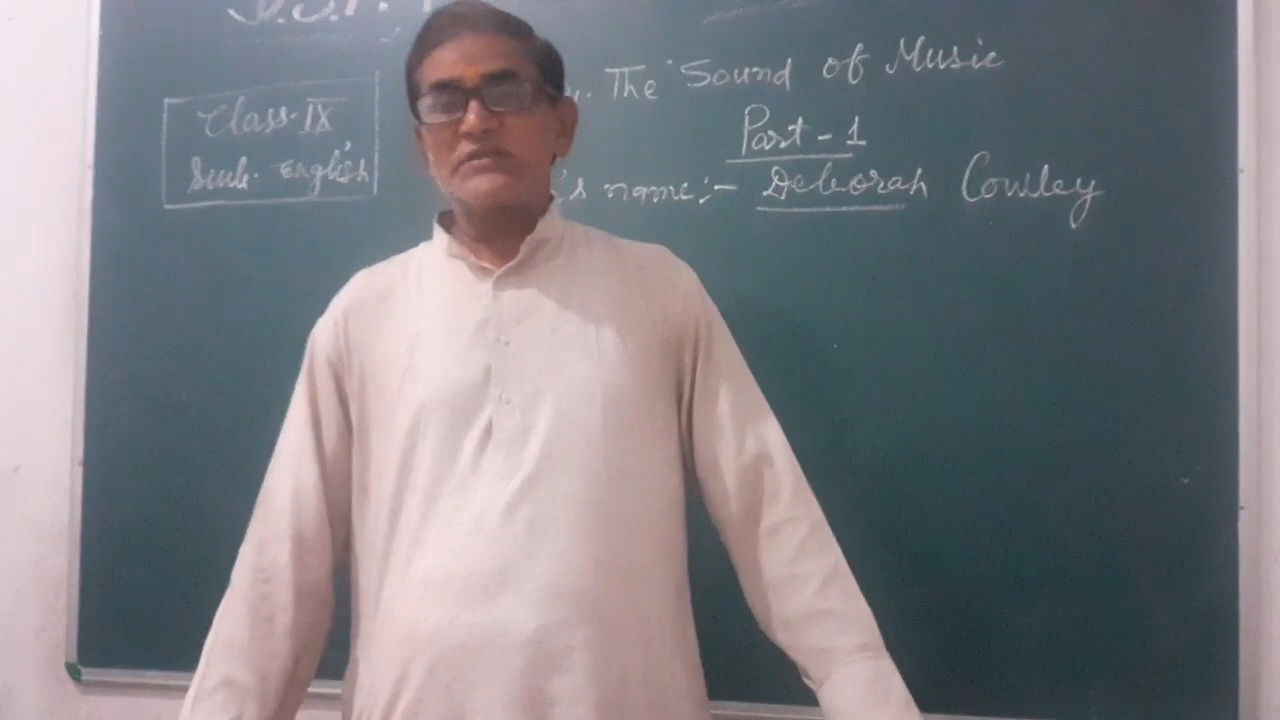 The Sound of Music
Class-IX
Part-1
Sub. English
's name:- Deborah Cowley